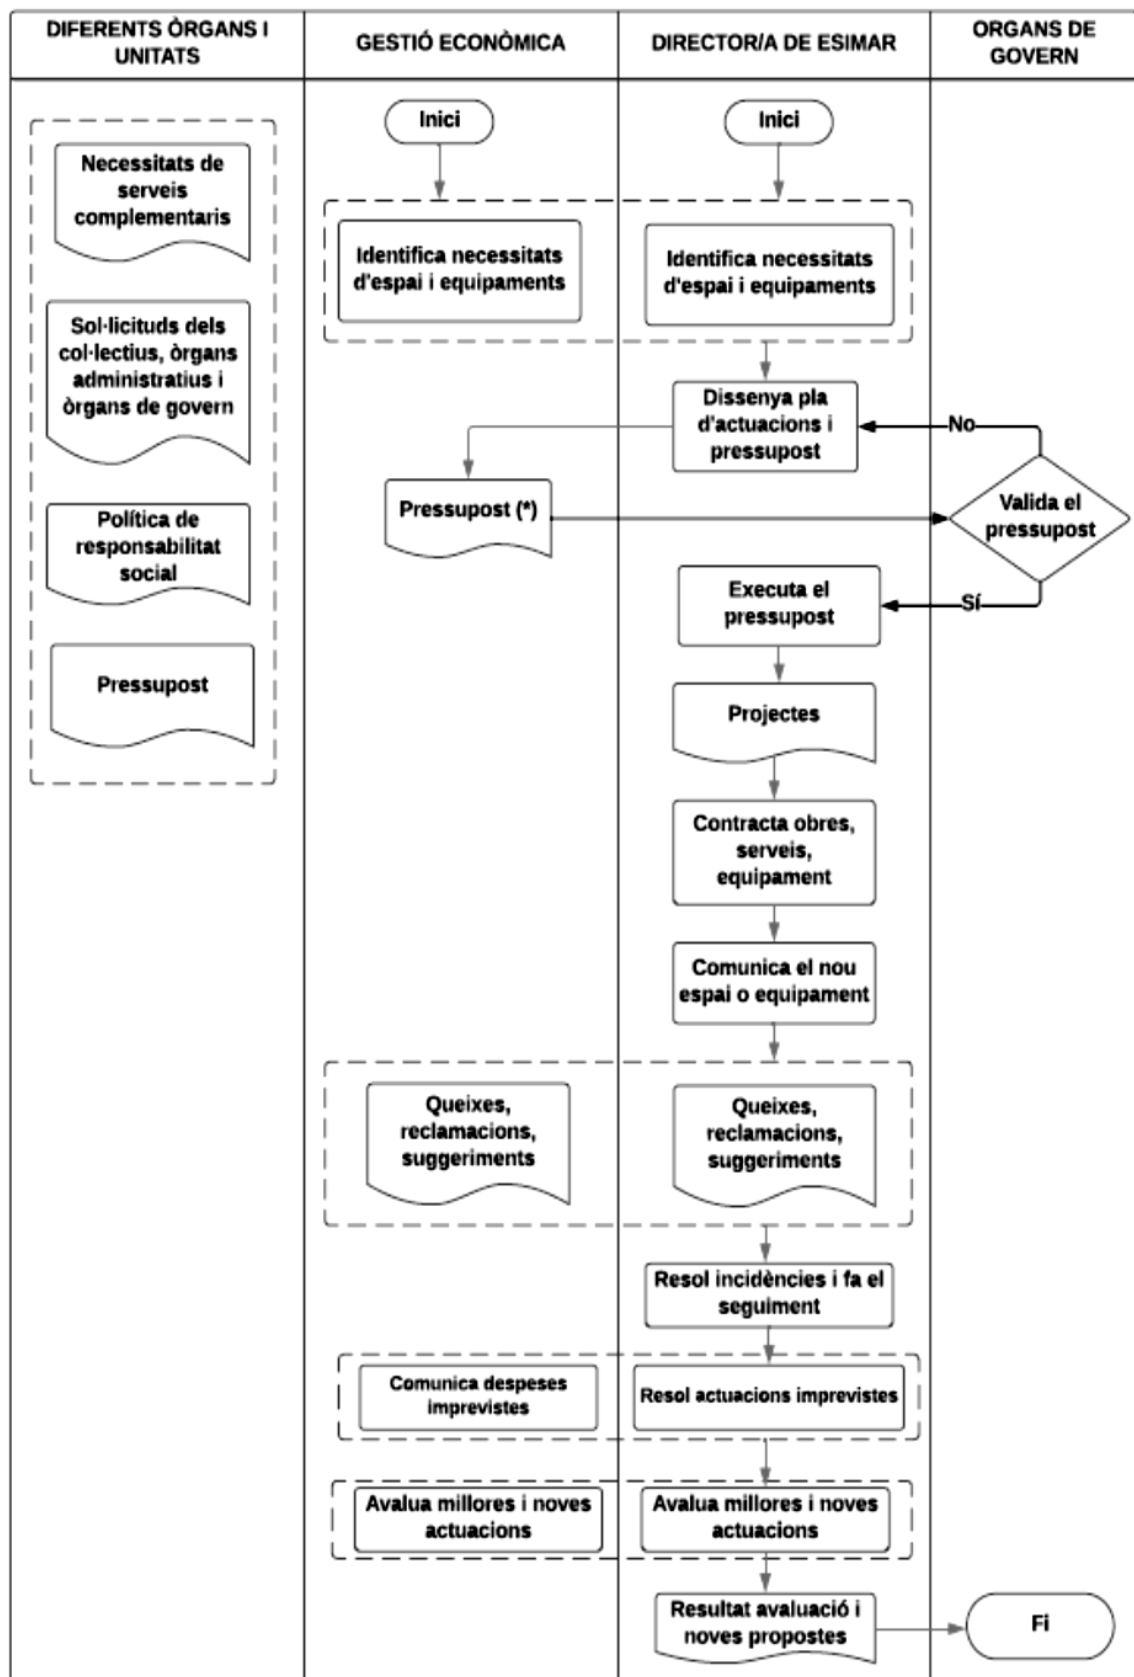 DIFERENTS ÒRGANS I
UNITATS
GESTIÓ ECONÒMICA
DIRECTOR/A DE ESIMAR
ORGANS DE
GOVERN
Necessitats de
serveis
complementaris
Sol·licituds dels
col·lectius, òrgans
administratius i
òrgans de govern
Política de
responsabilitat
social
Pressupost
Inici
Inici
Identifica necessitats
d'espai i equipaments
Identifica necessitats
d'espai i equipaments
Dissenya pla
d'actuacions i
pressupost
No
Pressupost (*)
Valida el
pressupost
Sí
Executa el
pressupost
Projectes
Contracta obres,
serveis,
equipament
Comunica el nou
espai o equipament
Queixes,
reclamacions,
suggeriments
Queixes,
reclamacions,
suggeriments
Resol incidències i fa el
seguiment
Comunica despeses
imprevistes
Resol actuacions imprevistes
Avalua millores i noves
actuacions
Avalua millores i noves
actuacions
Resultat avaluació i
noves propostes
Fi